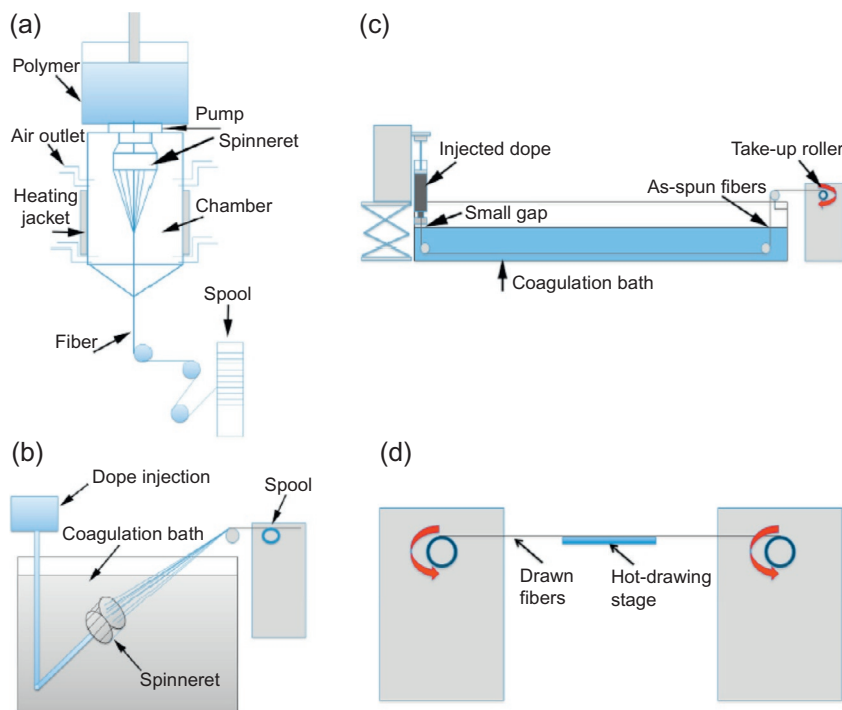 (a)
Polymer
Pump
Spinneret
Air outlet
Heating
jacket
Chamber
Spool
Fiber
(c)
Injected dope
Take-up roller
As-spun fibers
Small gap
Coagulation bath
(b)
Dope injection
Spool
Coagulation bath
Spinneret
(d)
Drawn
fibers
Hot-drawing
stage